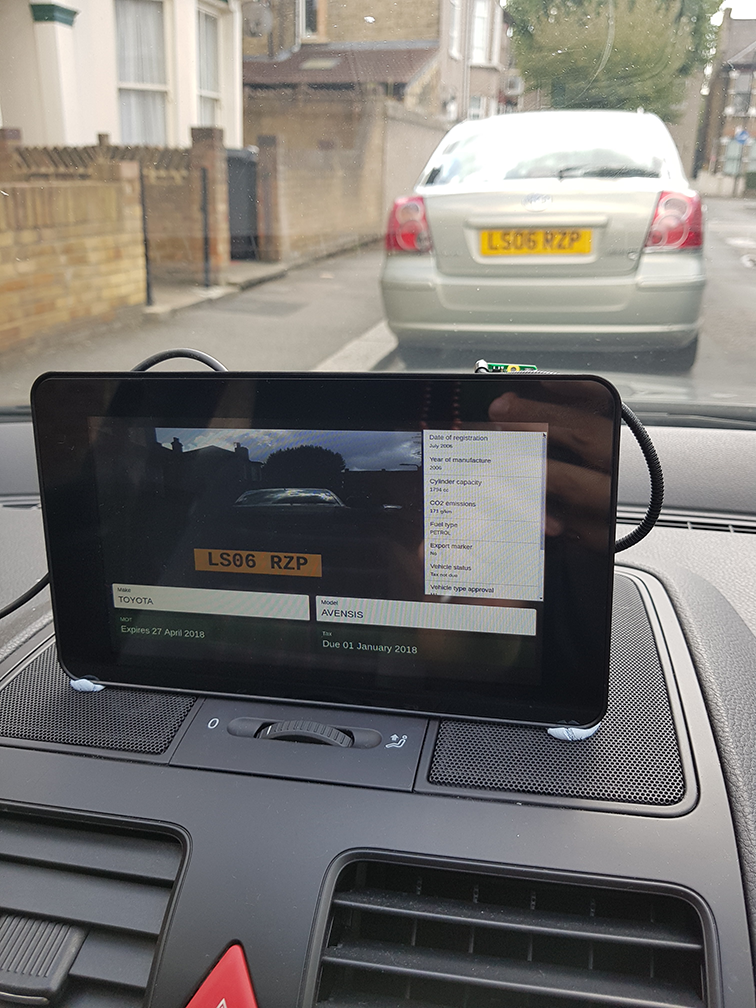 LS06 RZP
Date of registration
July 2006
Year of manufacture
2006
Cylinder capacity
1794 cc
CO2 emissions
171 g/km
Fuel type
PETROL
Export marker
No
Vehicle status
Tax not due
Vehicle type approval
LS06 RZP
Make
TOYOTA
Model
AVENSIS
MOT
Expires 27 April 2018
Tax
Due 01 January 2018
0